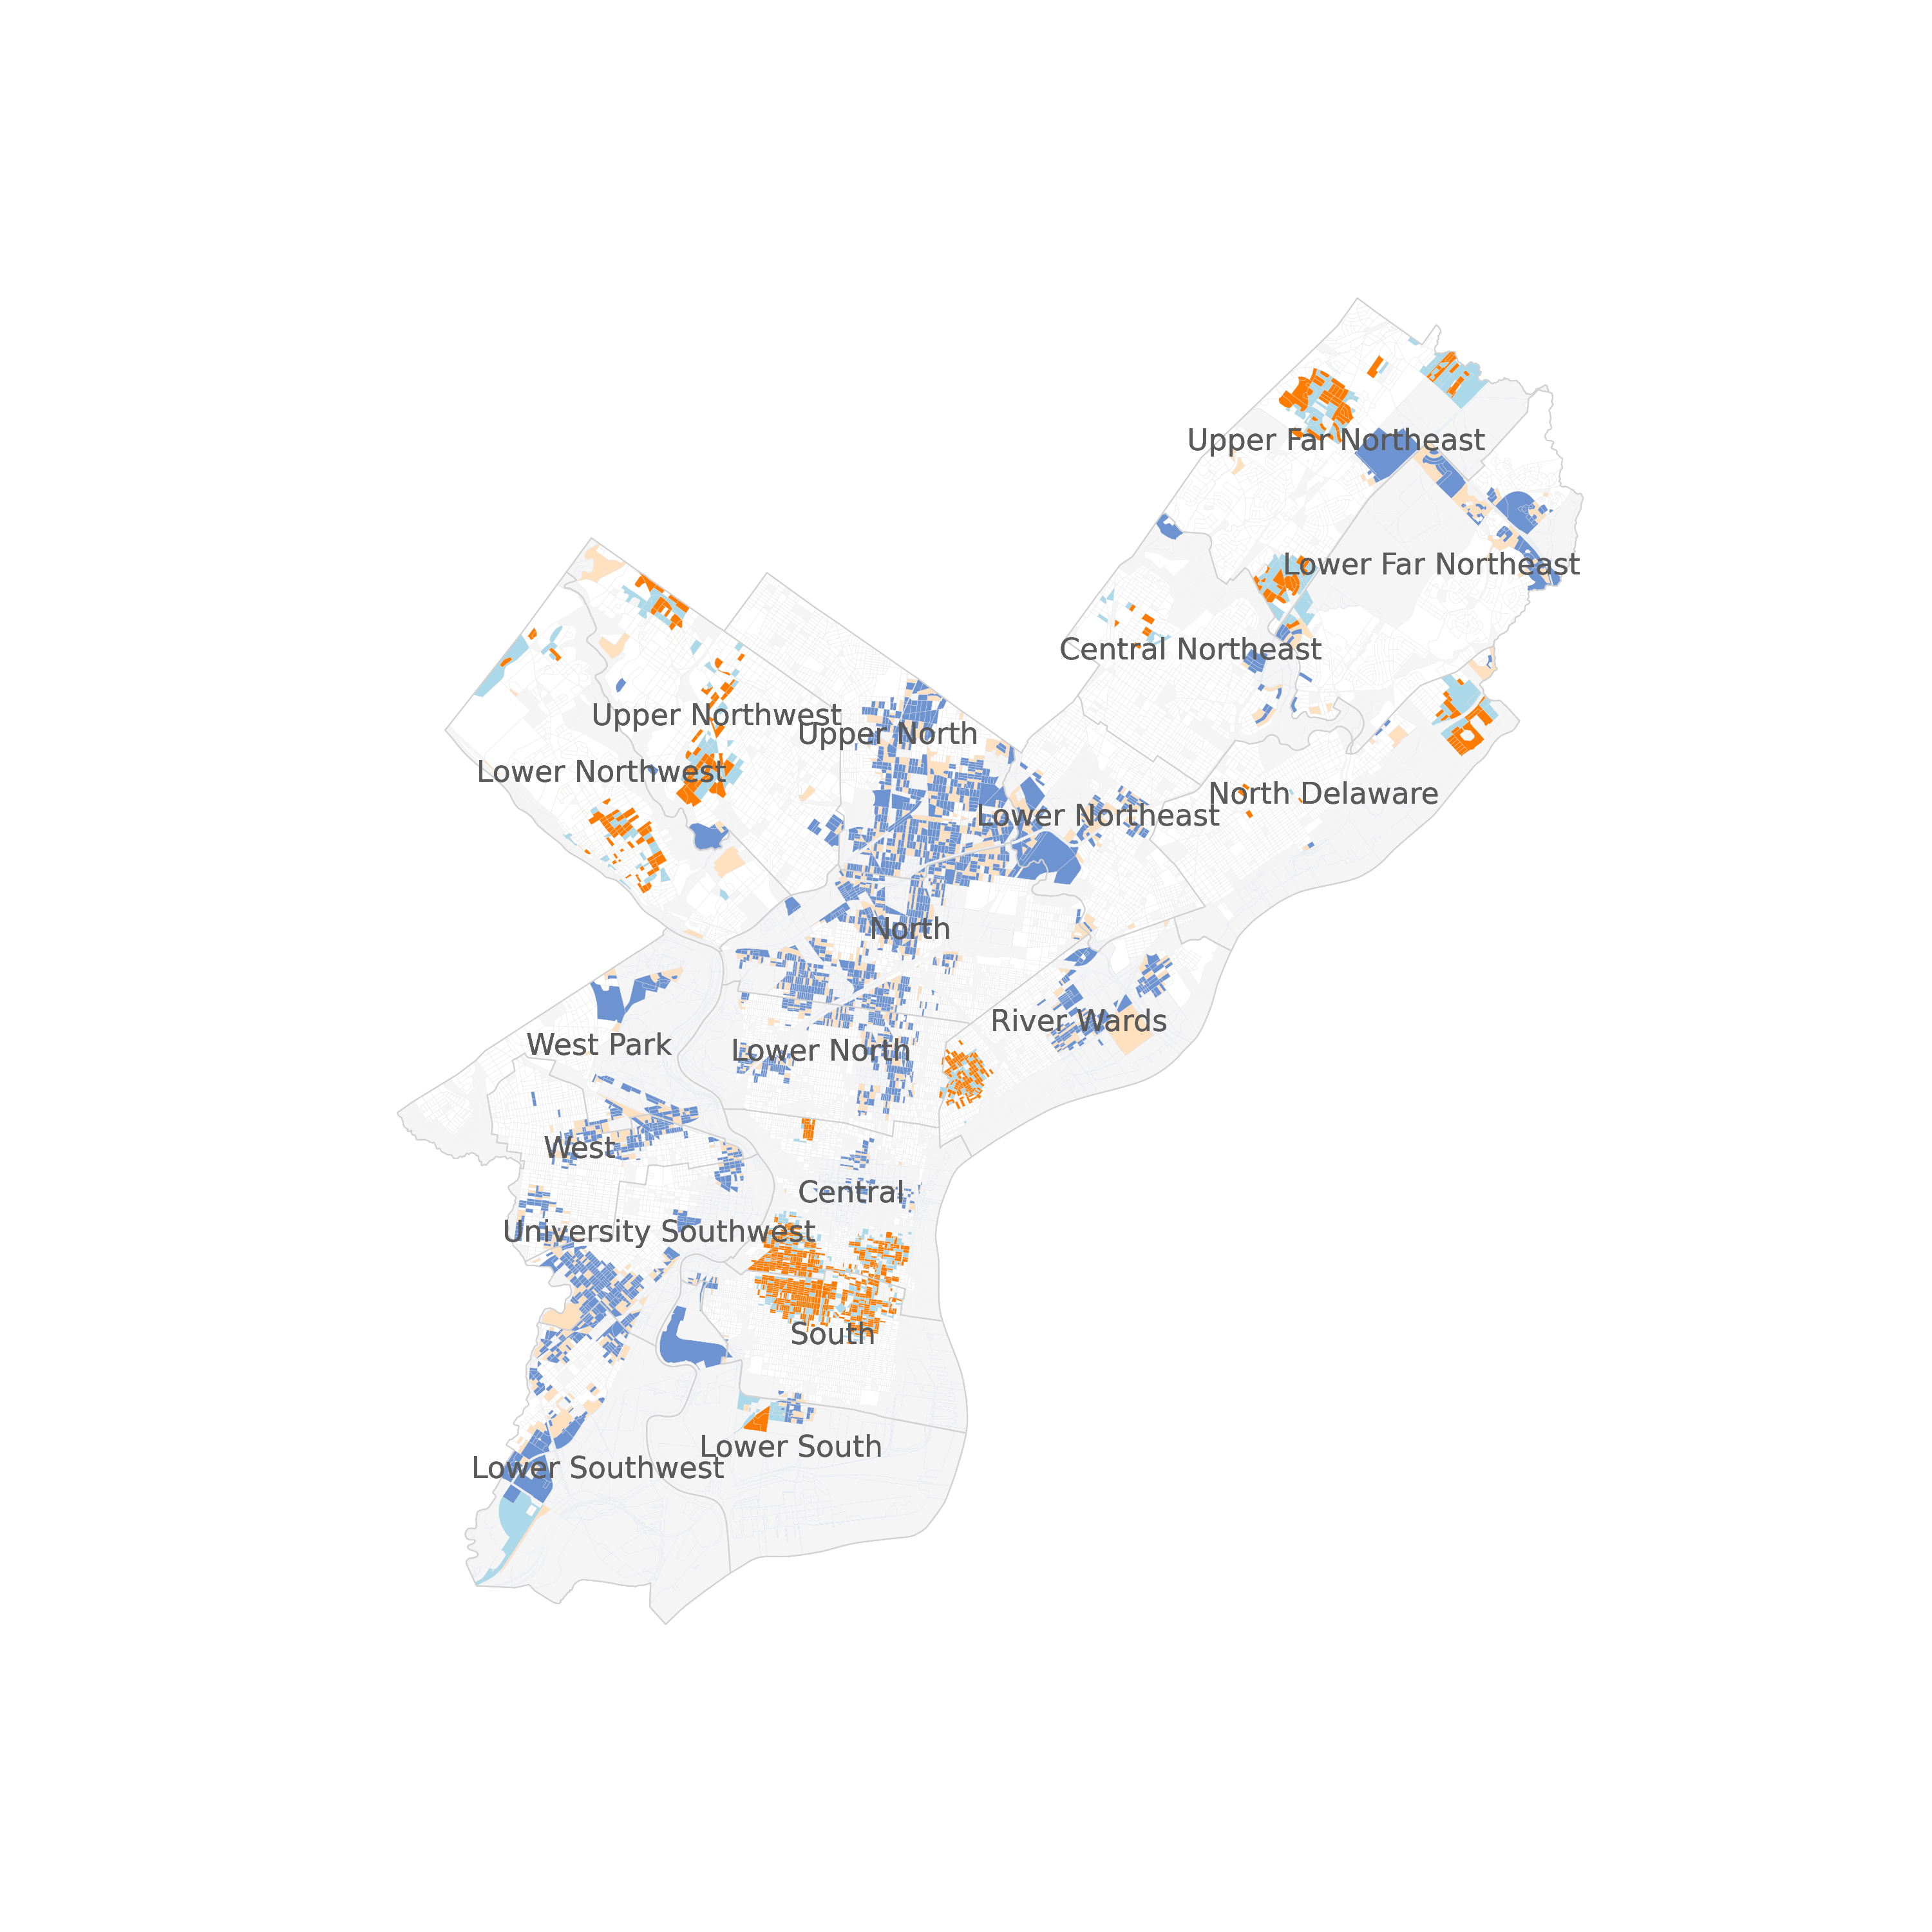 Upper Far Northeast
Lower Far Northeast
Central Northeast
Upper Northwest
Upper North
Lower Northwest
North Delaware
Lower Northeast
North
River Wards
West Park
Lower North
West
Central
University Southwest
South
Lower South
Lower Southwest